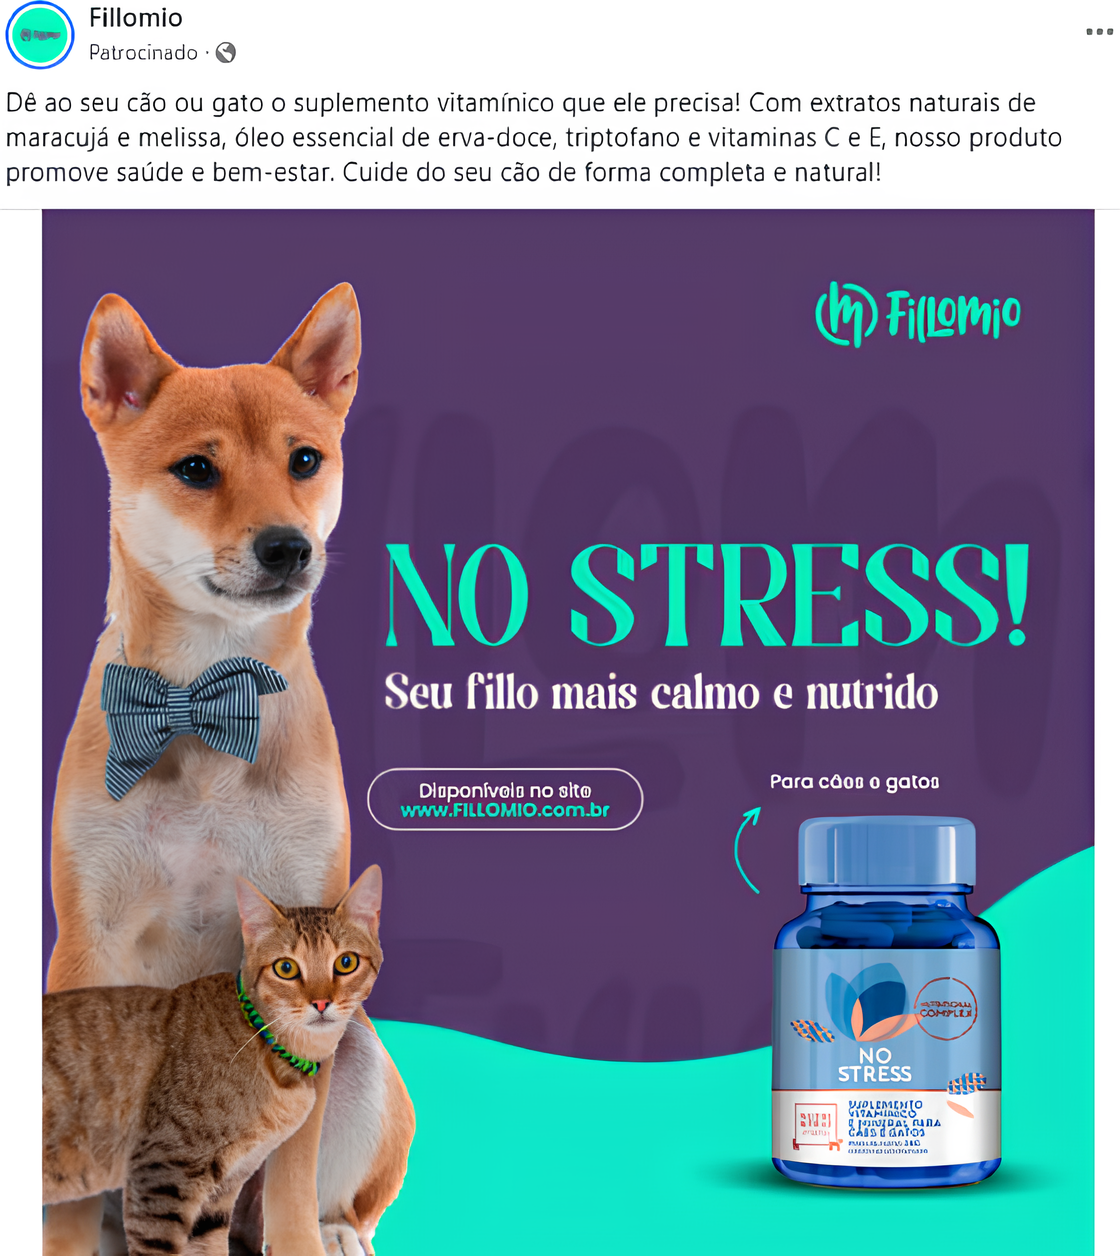 Fillomio
Patrocinado ·
Dê ao seu cão ou gato o suplemento vitamínico que ele precisa! Com extratos naturais de
maracujá e melissa, óleo essencial de erva-doce, triptofano e vitaminas C e E, nosso produto
promove saúde e bem-estar. Cuide do seu cão de forma completa e natural!
Fillomio
NO STRESS!
Seu fillo mais calmo e nutrido
Disponíveis no site
www.FILLOMIO.com.br
Para cães e gatos
COMPLEX
NO
STRESS
SUPLEMENTO
VITAMÍNICO
E MINERAL PARA
CÃES E GATOS